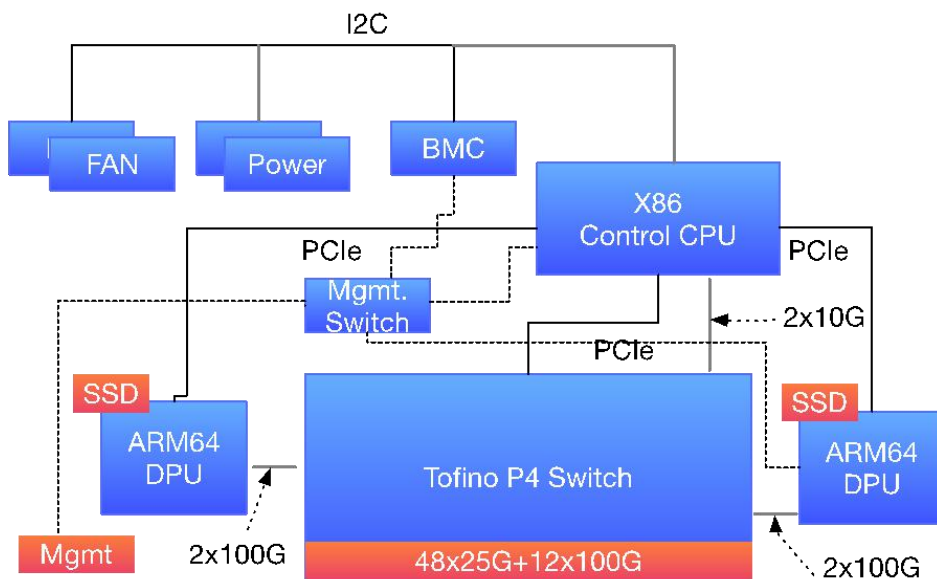 I2C
FAN
Power
BMC
X86
Control CPU
PCIe
PCIe
Mgmt.
Switch
2x10G
PCIe
SSD
SSD
ARM64
DPU
Tofino P4 Switch
ARM64
DPU
Mgmt
2x100G
48x25G+12x100G
2x100G